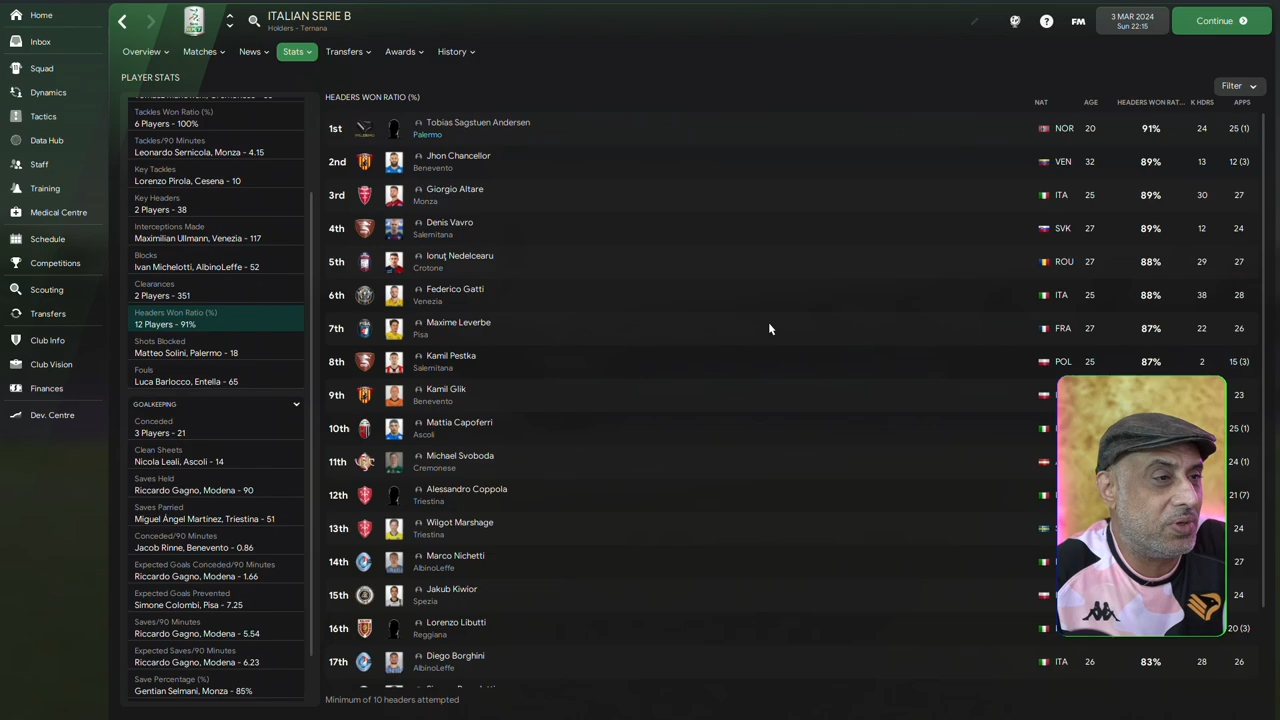 Home
Inbox
Squad
Dynamics
Tactics
Data Hub
Staff
Training
Medical Centre
Schedule
Competitions
Scouting
Transfers
Club Info
Club Vision
Finances
Dev. Centre
ITALIAN SERIE B
Holders - Ternana
FM
3 MAR 2024
Sun 22:15
Continue
Overview
Matches
News
Stats
Transfers
Awards
History
PLAYER STATS
Tackles Won Ratio (%)
6 Players - 100%
Tackles/90 Minutes
Leonardo Sernicola, Monza - 4.15
Key Tackles
Lorenzo Pirola, Cesena - 10
Key Headers
2 Players - 38
Interceptions Made
Maximilian Ullmann, Venezia - 117
Blocks
Ivan Michelotti, AlbinoLeffe - 52
Clearances
2 Players - 351
Headers Won Ratio (%)
12 Players - 91%
Shots Blocked
Matteo Solini, Palermo - 18
Fouls
Luca Barlocco, Entella - 65
GOALKEEPING
Conceded
3 Players - 21
Clean Sheets
Nicola Leali, Ascoli - 14
Saves Held
Riccardo Gagno, Modena - 90
Saves Parried
Miguel Ángel Martinez, Triestina - 51
Conceded/90 Minutes
Jacob Rinne, Benevento - 0.86
Expected Goals Conceded/90 Minutes
Riccardo Gagno, Modena - 1.66
Expected Goals Prevented
Simone Colombi, Pisa - 7.25
Saves/90 Minutes
Riccardo Gagno, Modena - 5.54
Expected Saves/90 Minutes
Riccardo Gagno, Modena - 6.23
Save Percentage (%)
Gentian Selmani, Monza - 85%
Filter
HEADERS WON RATIO (%)
NAT AGE HEADERS WON RAT... K HDRS APPS
1st Tobias Sagstuen Andersen NOR 20 91% 24 25 (1)
Palermo
2nd Jhon Chancellor VEN 32 89% 13 12 (3)
Benevento
3rd Giorgio Altare ITA 25 89% 30 27
Monza
4th Denis Vavro SVK 27 89% 12 24
Salernitana
5th Ionuț Nedelcearu ROU 27 88% 29 27
Crotone
6th Federico Gatti ITA 25 88% 38 28
Venezia
7th Maxime Leverbe FRA 27 87% 22 26
Pisa
8th Kamil Pestka POL 25 87% 2 15 (3)
Salernitana
9th Kamil Glik 23
Benevento
10th Mattia Capoferri 25 (1)
Ascoli
11th Michael Svoboda 24 (1)
Cremonese
12th Alessandro Coppola 21 (7)
Triestina
13th Wilgot Marshage 24
Triestina
14th Marco Nichetti 27
AlbinoLeffe
15th Jakub Kiwior 24
Spezia
16th Lorenzo Libutti 20 (3)
Reggiana
17th Diego Borghini ITA 26 83% 28 26
AlbinoLeffe
Minimum of 10 headers attempted